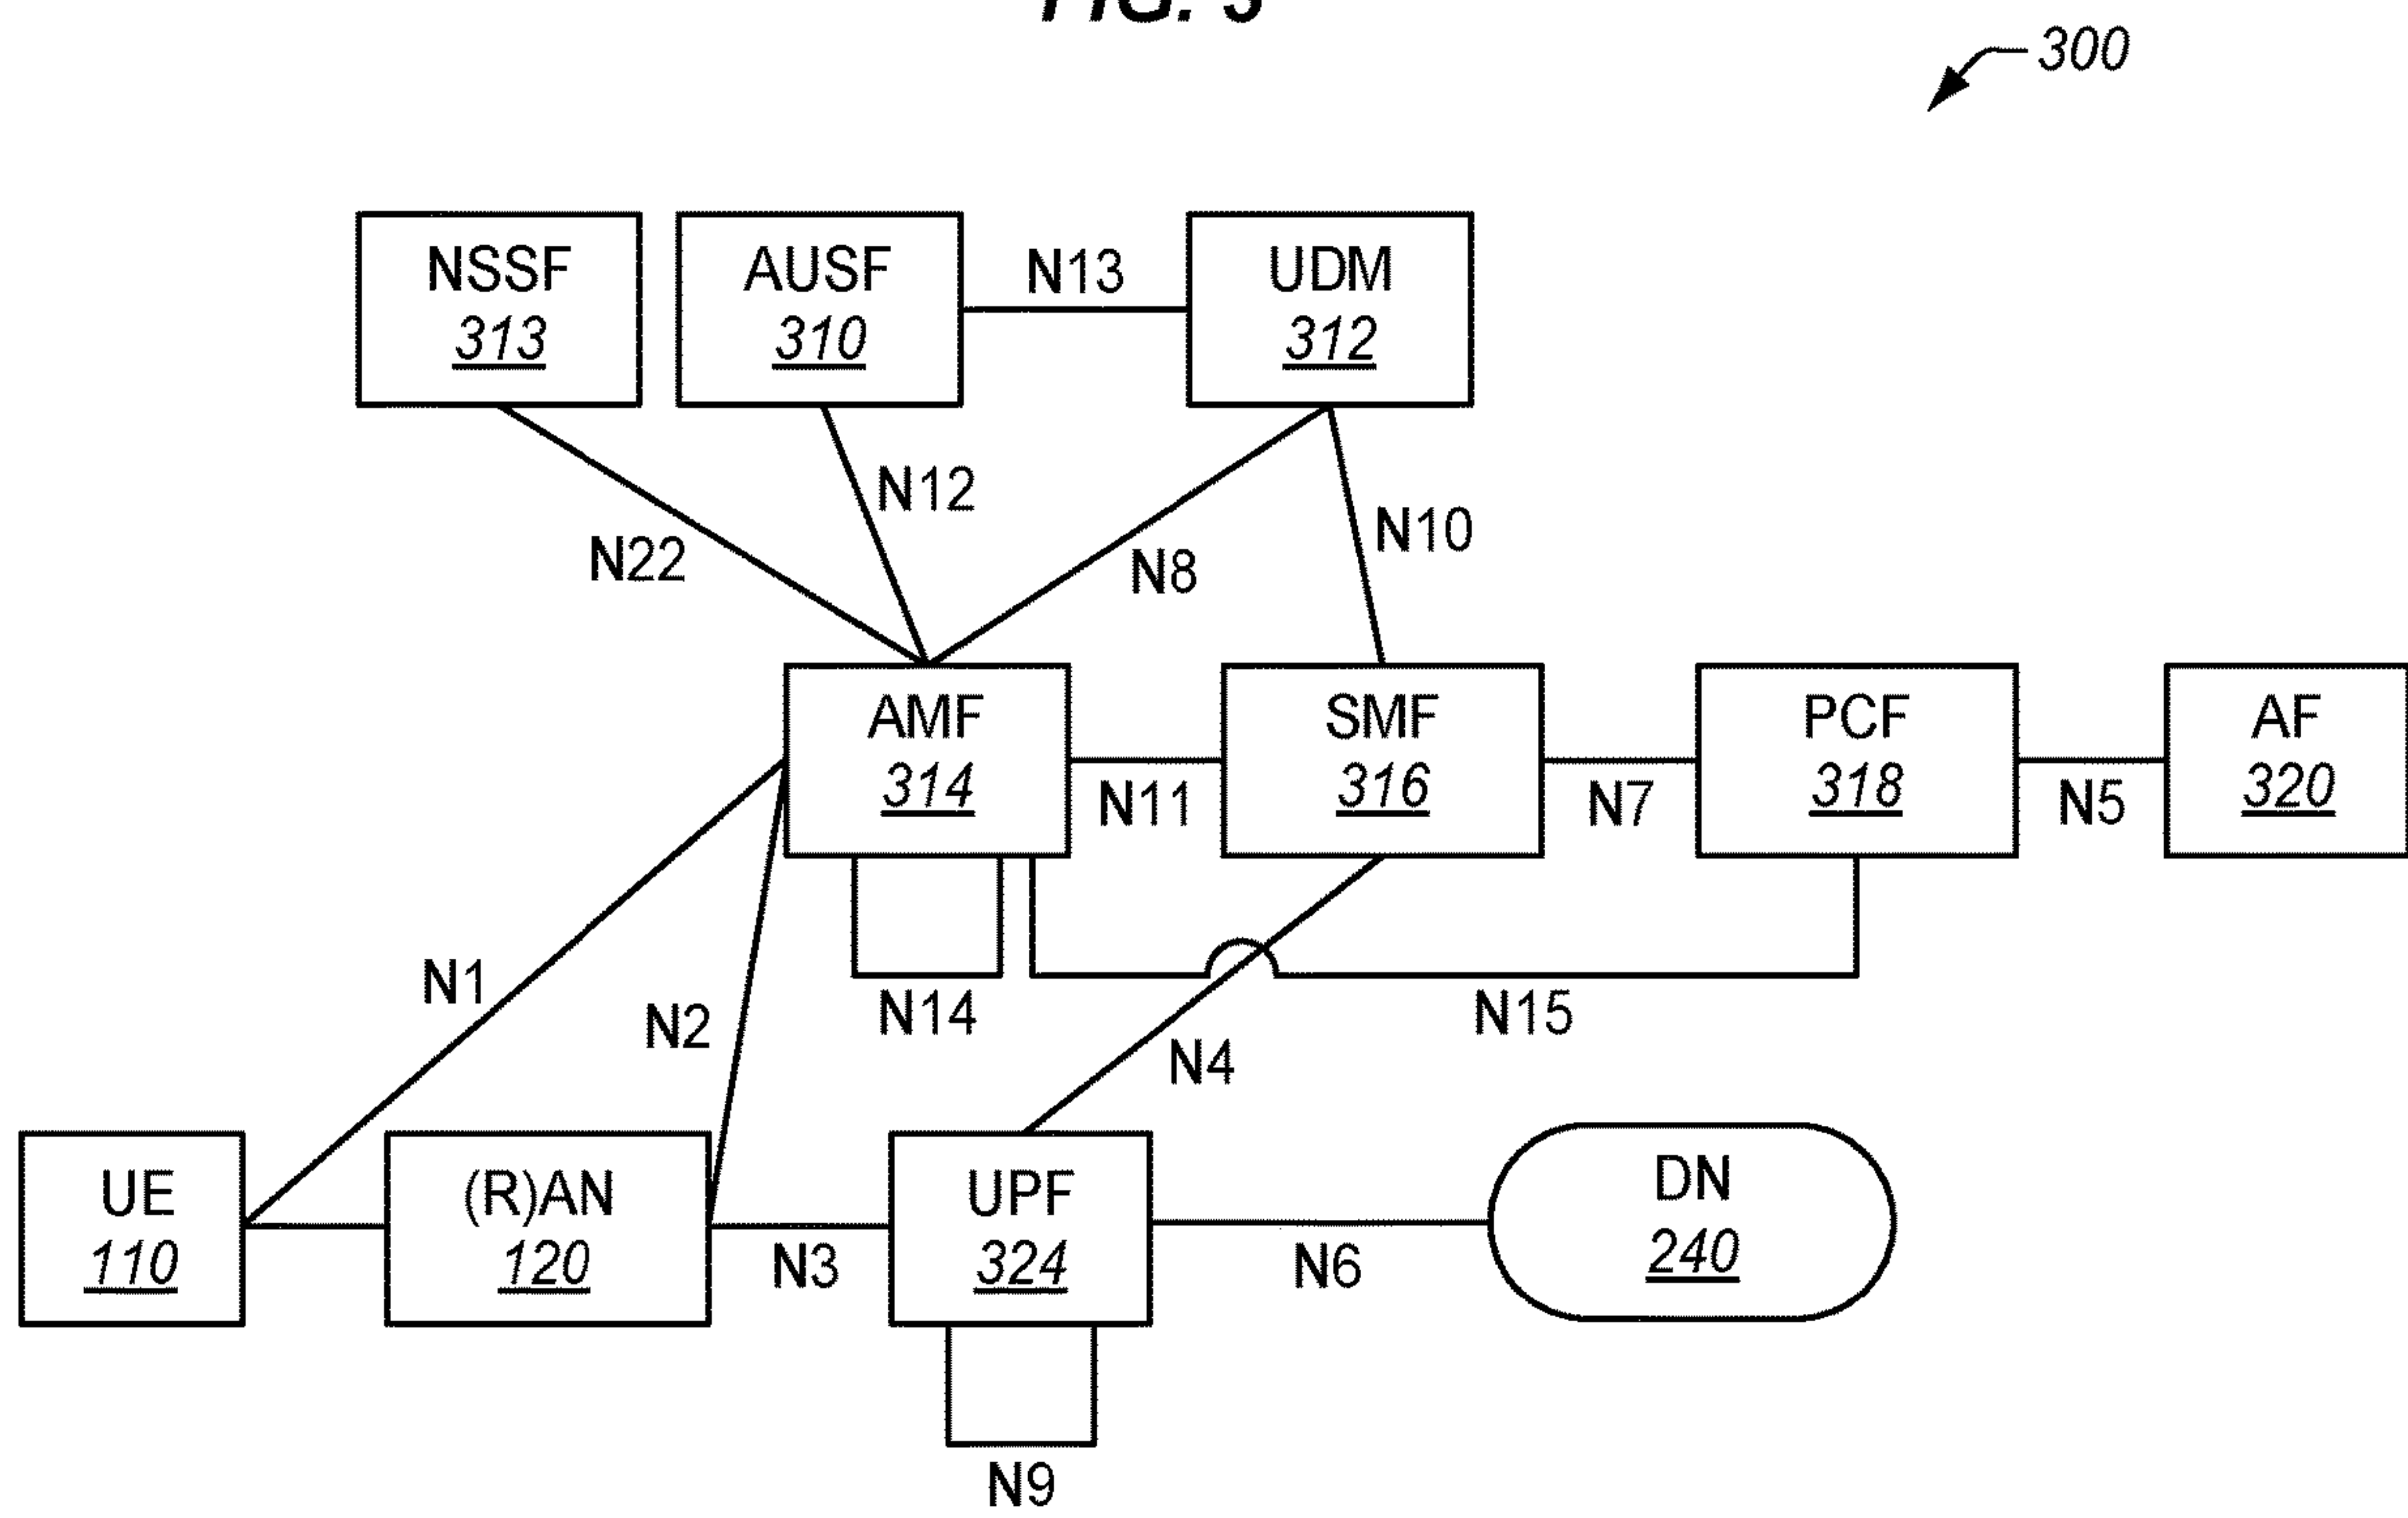 FIG. 3
300
NSSF
313
AUSF
310
N13
UDM
312
N12
N22
N8
N10
AMF
314
N11
SMF
316
N7
PCF
318
N5
AF
320
N1
N2
N14
N15
N4
UE
110
(R)AN
120
N3
UPF
324
N6
DN
240
N9